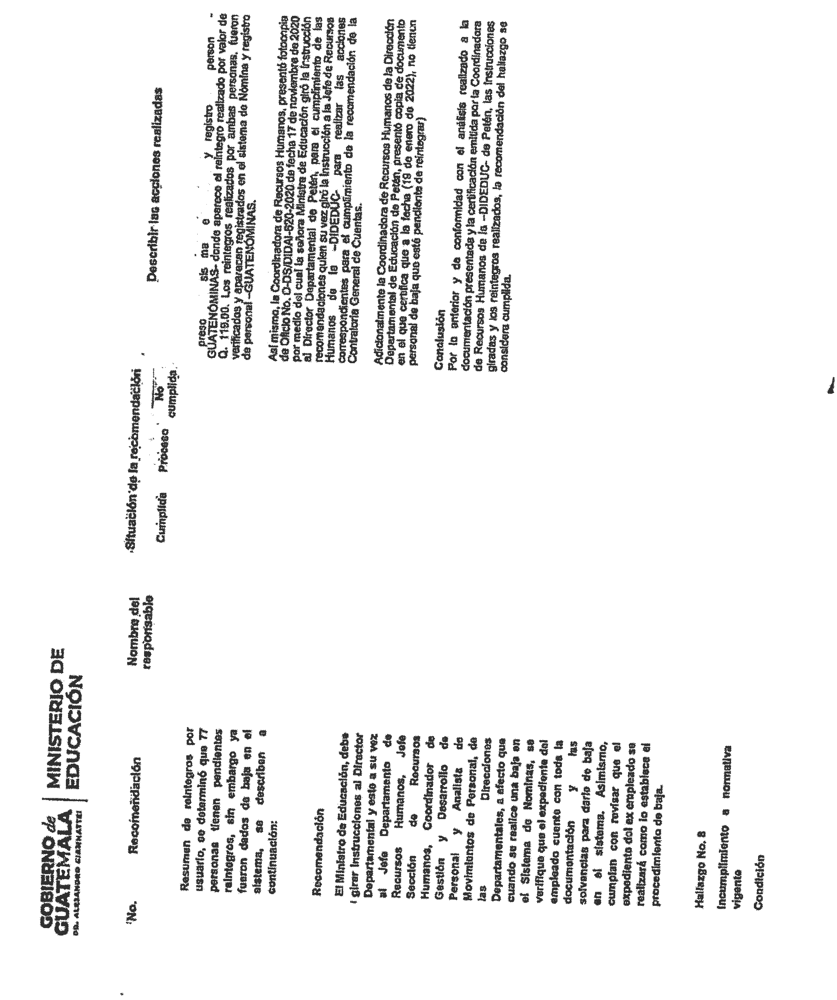 GOBIERNO de
GUATEMALA
DR. ALEJANDRO GIAMMATTEI
MINISTERIO DE
EDUCACIÓN
No.
Recomendación
Nombre del
responsable
Situación de la recomendación
Cumplida
Proceso
No
cumplida
Describir las acciones realizadas
Resumen de reintegros por
usuario, se determinó que 77
personas tienen pendientes
reintegros, sin embargo ya
fueron dados de baja en el
sistema, se describen a
continuación:
Recomendación
El Ministro de Educación, debe
girar instrucciones al Director
Departamental y este a su vez
al Jefe Departamento de
Recursos Humanos, Jefe
Sección de Recursos
Humanos, Coordinador de
Gestión y Desarrollo de
Personal y Analista de
Movimientos de Personal, de
las Direcciones
Departamentales, a efecto que
cuando se realice una baja en
el Sistema de Nominas, se
verifique que el expediente del
empleado cuente con toda la
documentación y las
solvencias para darlo de baja
en el sistema. Asimismo,
cumplan con revisar que el
expediente del ex empleado se
realizará como lo establece el
procedimiento de baja.
Hallazgo No. 8
Incumplimiento a normativa
vigente
Condición
preso sis ma e y registro person -
GUATENÓMINAS- donde aparece el reintegro realizado por valor de
Q. 119.00. Los reintegros realizados por ambas personas, fueron
verificados y aparecen registrados en el sistema de Nómina y registro
de personal –GUATENÓMINAS.
Así mismo, la Coordinadora de Recursos Humanos, presentó fotocopia
de Oficio No. O-DS/DIDAI-620-2020 de fecha 17 de noviembre de 2020
por medio del cual la señora Ministra de Educación giró la instrucción
al Director Departamental de Petén, para el cumplimiento de las
recomendaciones quien su vez giró la instrucción a la Jefe de Recursos
Humanos de la –DIDEDUC- para realizar las acciones
correspondientes para el cumplimiento de la recomendación de la
Contraloría General de Cuentas.
Adicionalmente la Coordinadora de Recursos Humanos de la Dirección
Departamental de Educación de Petén, presentó copia de documento
en el que certifica que a la fecha (19 de enero de 2022), no tienen
personal de baja que esté pendiente de reintegrar)
Conclusión
Por lo anterior y de conformidad con el análisis realizado a la
documentación presentada y la certificación emitida por la Coordinadora
de Recursos Humanos de la –DIDEDUC- de Petén, las instrucciones
giradas y los reintegros realizados, la recomendación del hallazgo se
considera cumplida.